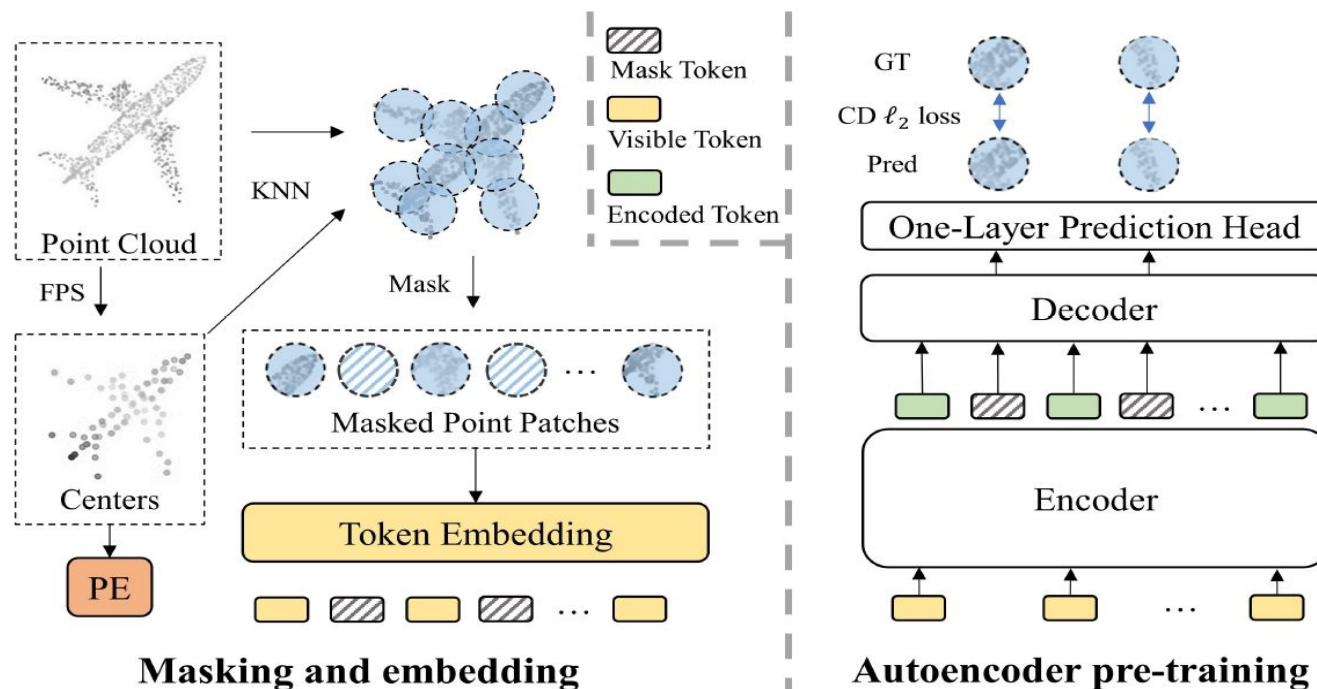 Point Cloud
FPS
Centers
PE
KNN
Mask
Masked Point Patches
...
Token Embedding
...
Masking and embedding
Mask Token
Visible Token
Encoded Token
GT
CD ℓ₂ loss
Pred
One-Layer Prediction Head
Decoder
...
Encoder
...
Autoencoder pre-training